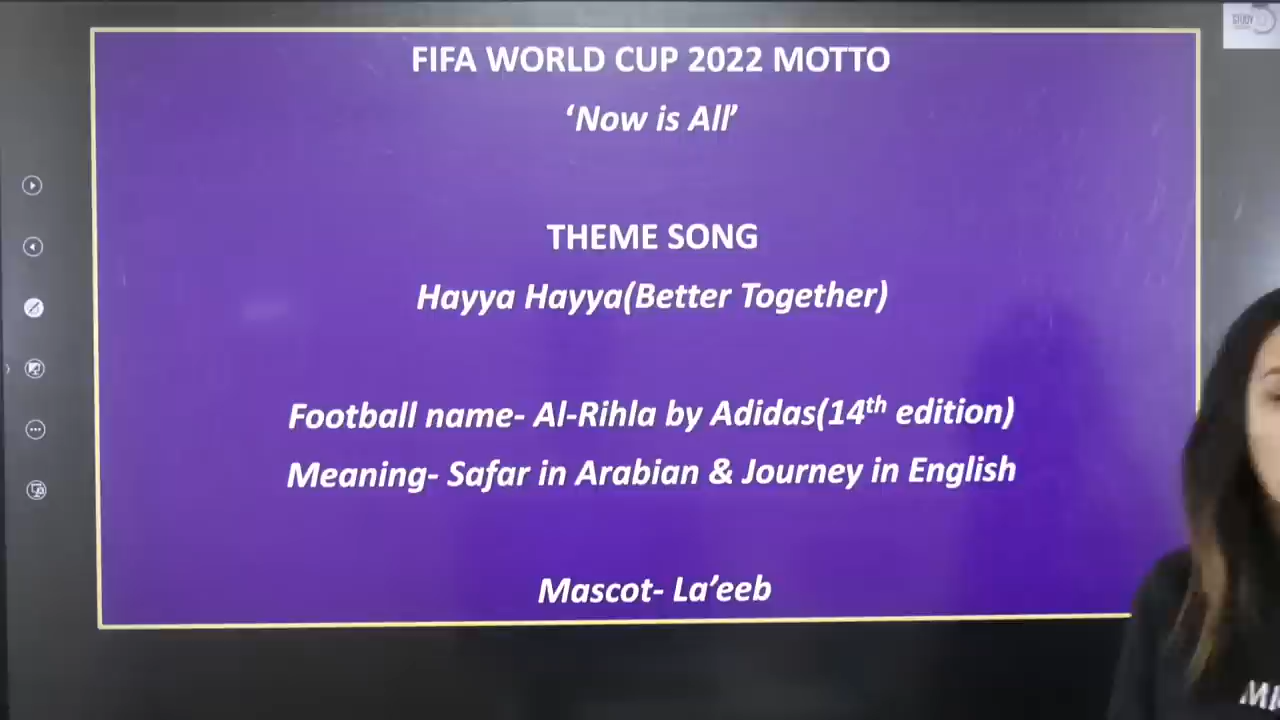 STUDY
FIFA WORLD CUP 2022 MOTTO
‘Now is All’
THEME SONG
Hayya Hayya(Better Together)
Football name- Al-Rihla by Adidas(14th edition)
Meaning- Safar in Arabian & Journey in English
Mascot- La’eeb